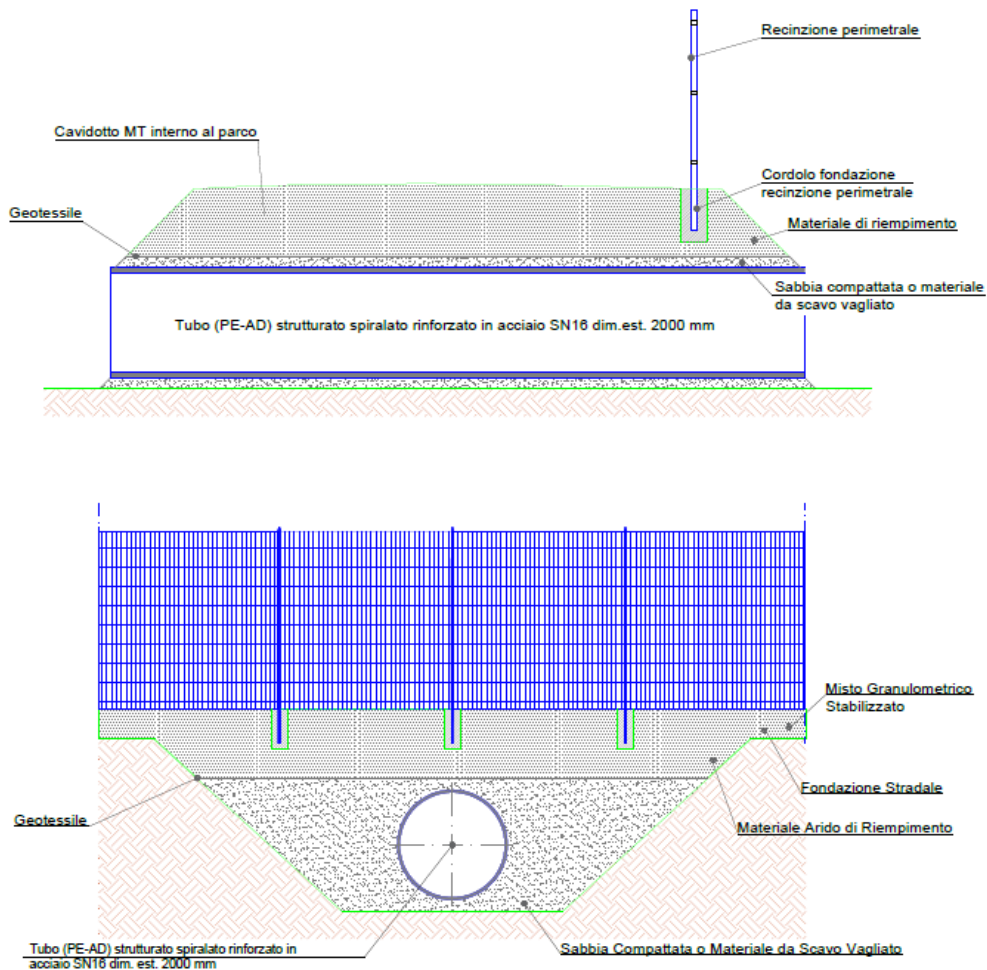 Recinzione perimetrale
Cavidotto MT interno al parco
Cordolo fondazione
recinzione perimetrale
Geotessile
Materiale di riempimento
Sabbia compattata o materiale
da scavo vagliato
Tubo (PE-AD) strutturato spiralato rinforzato in acciaio SN16 dim.est. 2000 mm
Misto Granulometrico
Stabilizzato
Fondazione Stradale
Geotessile
Materiale Arido di Riempimento
Tubo (PE-AD) strutturato spiralato rinforzato in
acciaio SN16 dim. est. 2000 mm
Sabbia Compattata o Materiale da Scavo Vagliato